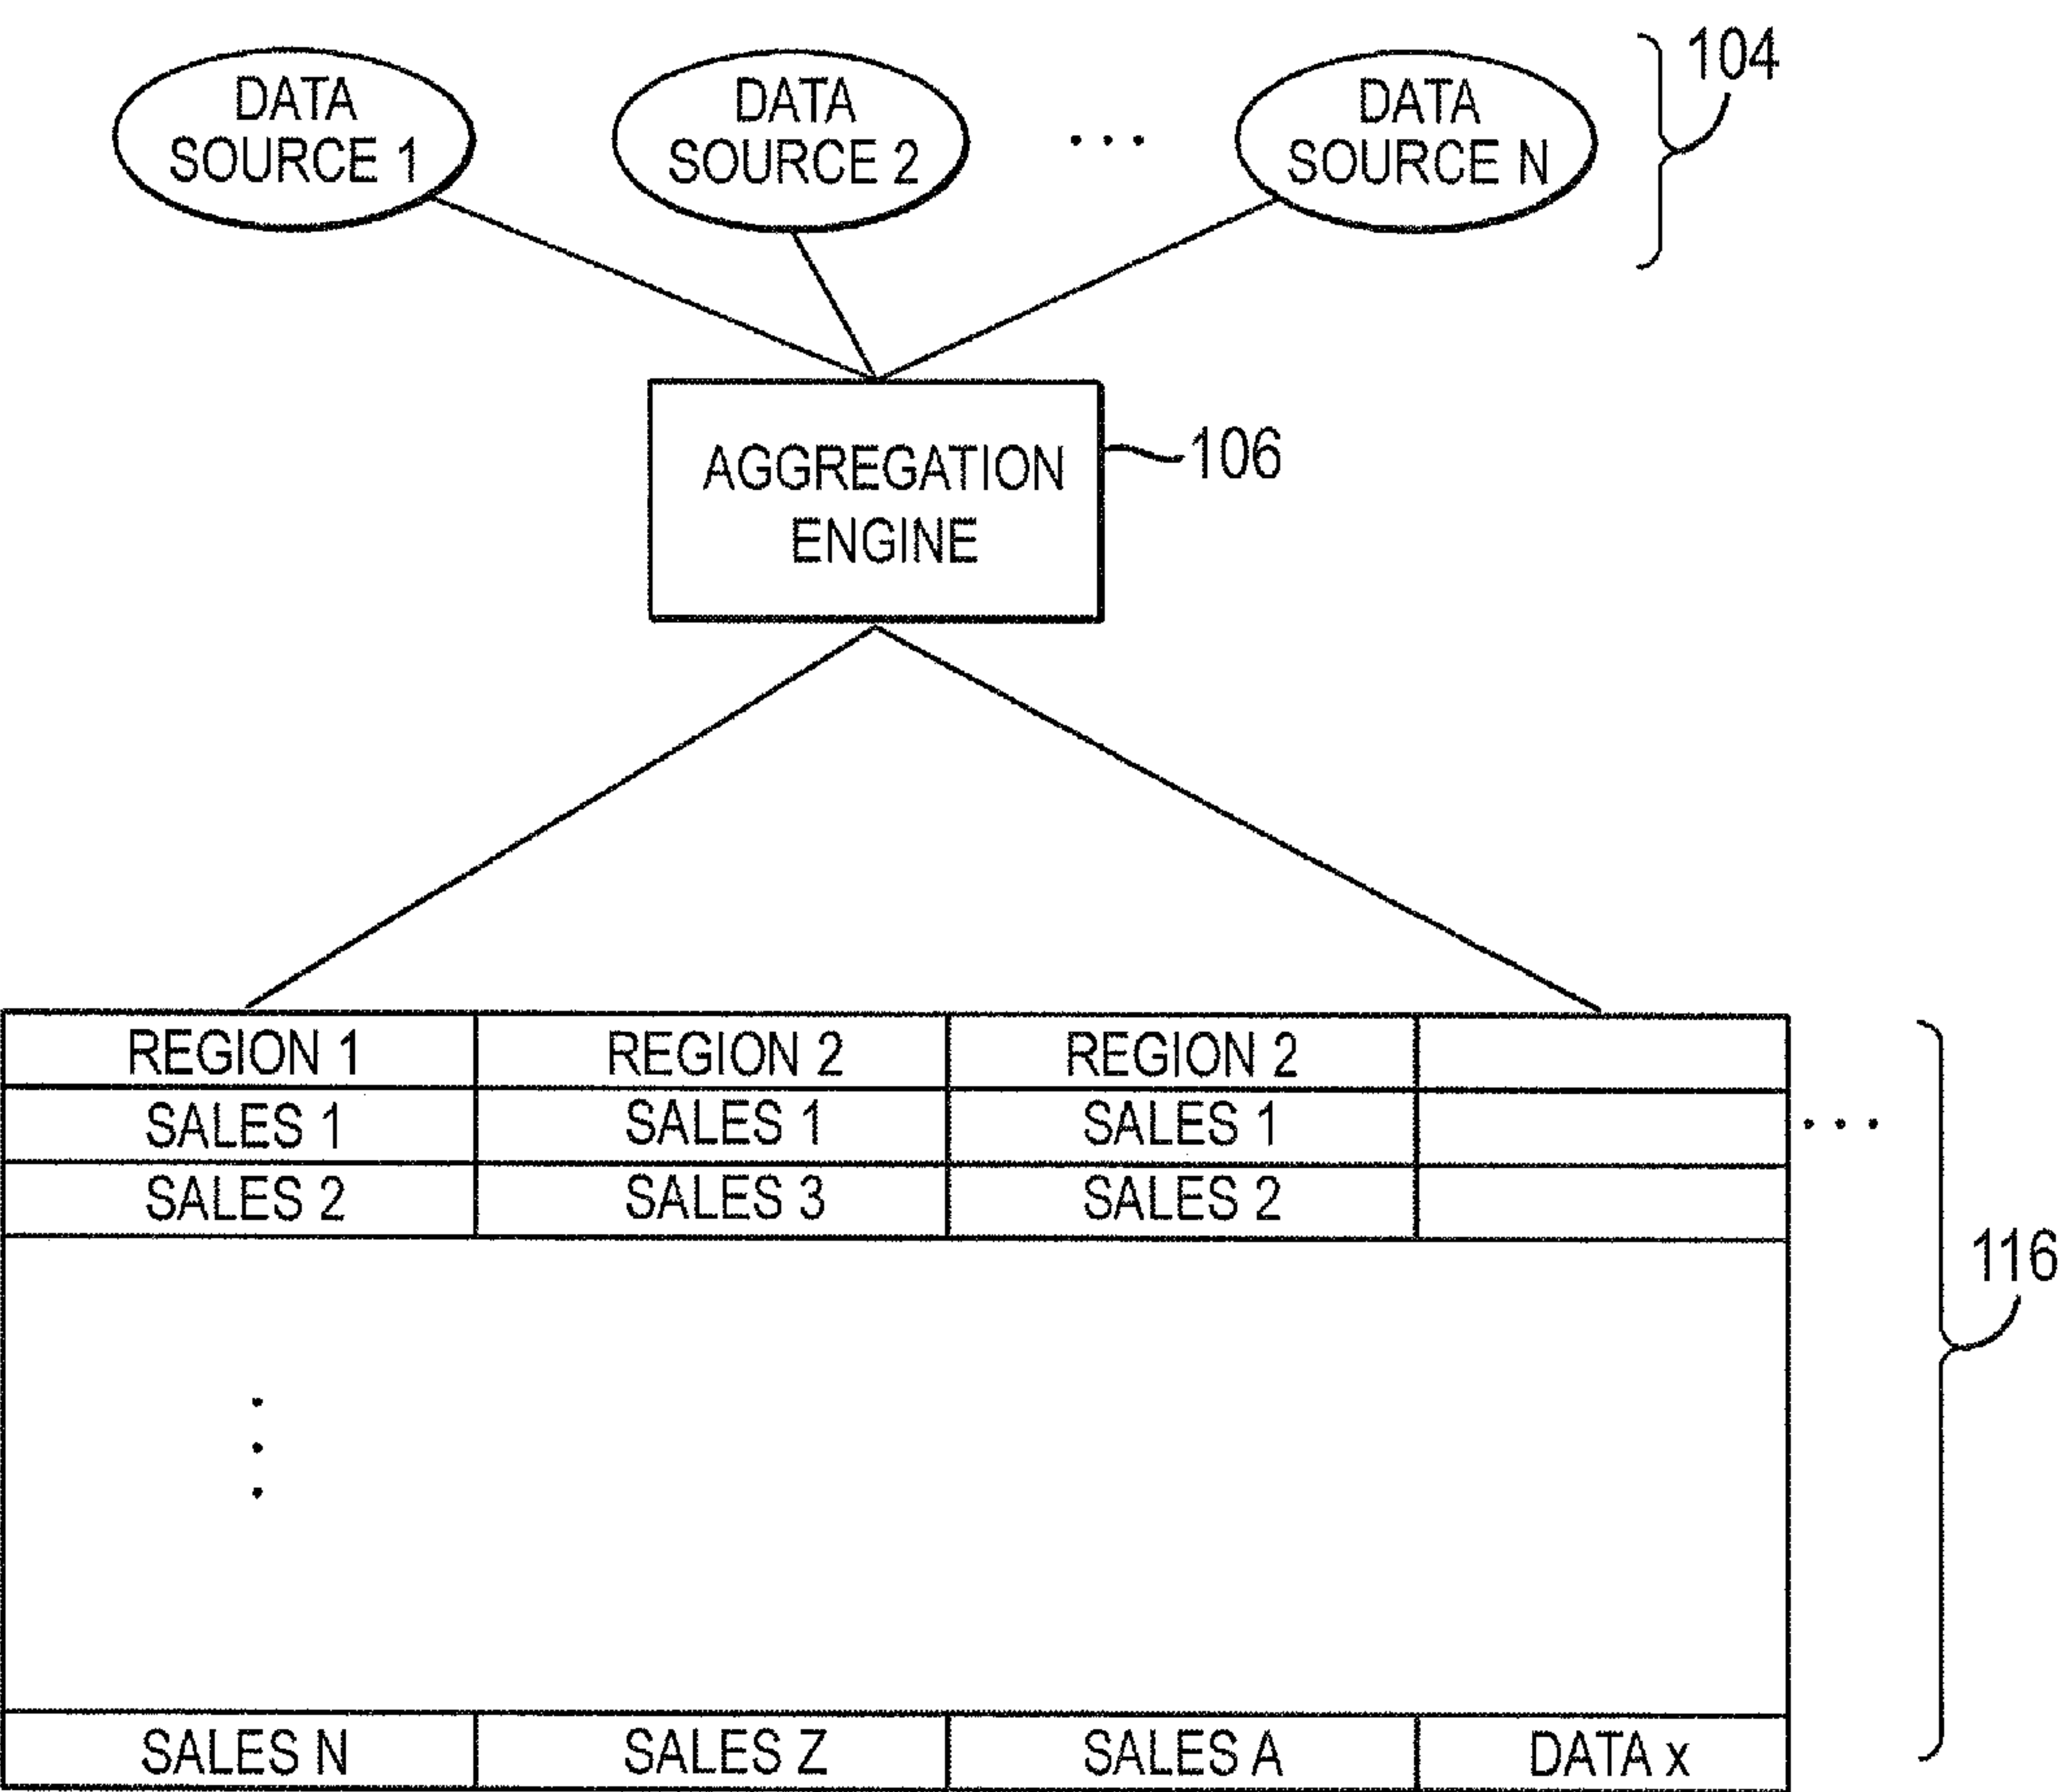 DATA
SOURCE 1
DATA
SOURCE 2
. . .
DATA
SOURCE N
104
AGGREGATION
ENGINE
106
REGION 1 REGION 2 REGION 2
SALES 1 SALES 1 SALES 1
. . .
SALES 2 SALES 3 SALES 2
116
SALES N SALES Z SALES A DATA x